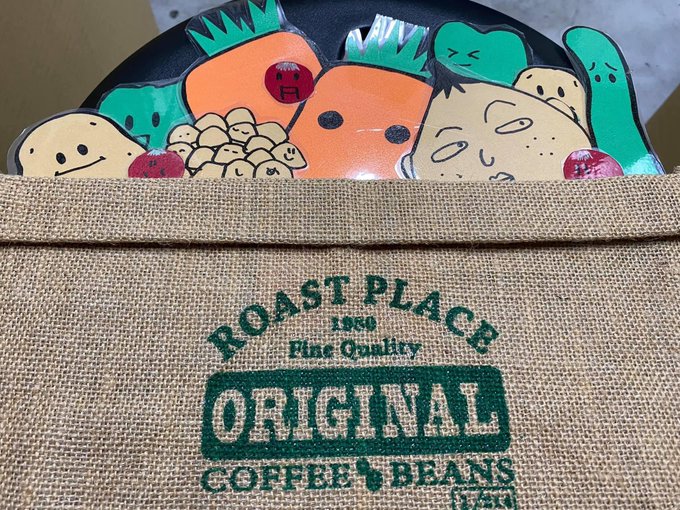 ROAST PLACE
1980
Fine Quality
ORIGINAL
COFFEE BEANS